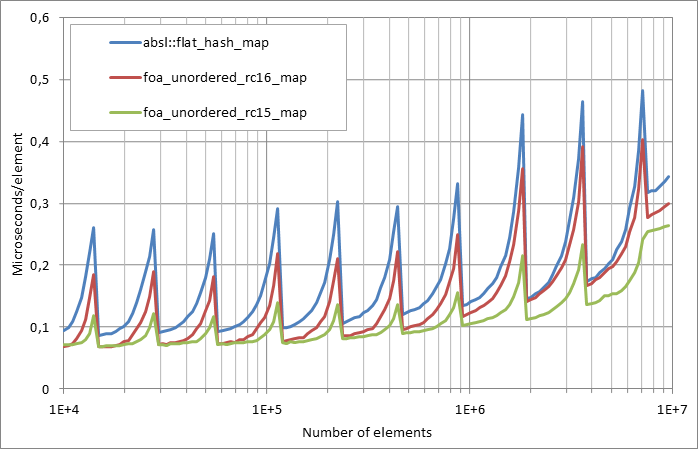 0,6
absl::flat_hash_map
0,5
foa_unordered_rc16_map
foa_unordered_rc15_map
0,4
Microseconds/element
0,3
0,2
0,1
0
1E+4 1E+5 1E+6 1E+7
Number of elements